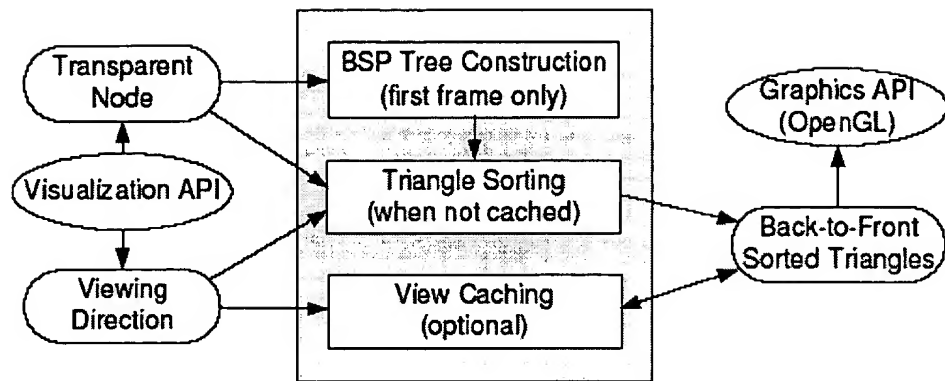 Transparent
Node
Visualization API
Viewing
Direction
BSP Tree Construction
(first frame only)
Triangle Sorting
(when not cached)
View Caching
(optional)
Graphics API
(OpenGL)
Back-to-Front
Sorted Triangles